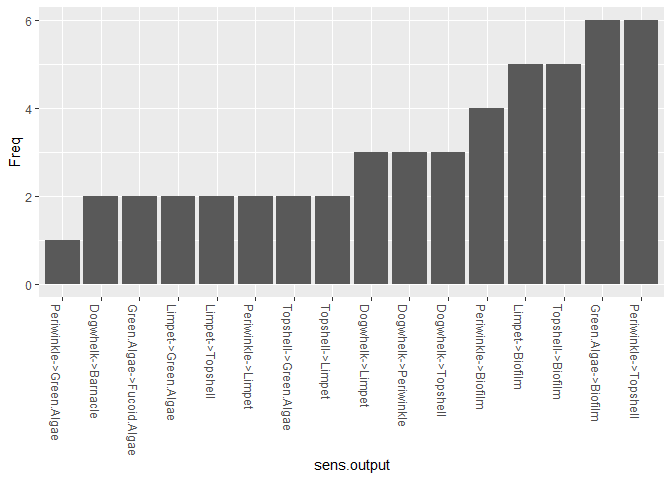 6
4
2
0
Freq
Periwinkle->Green.Algae
Dogwhelk->Barnacle
Green.Algae->Fucoid.Algae
Limpet->Green.Algae
Limpet->Topshell
Periwinkle->Limpet
Topshell->Green.Algae
Topshell->Limpet
Dogwhelk->Limpet
Dogwhelk->Periwinkle
Dogwhelk->Topshell
Periwinkle->Biofilm
Limpet->Biofilm
Topshell->Biofilm
Green.Algae->Biofilm
Periwinkle->Topshell
sens.output